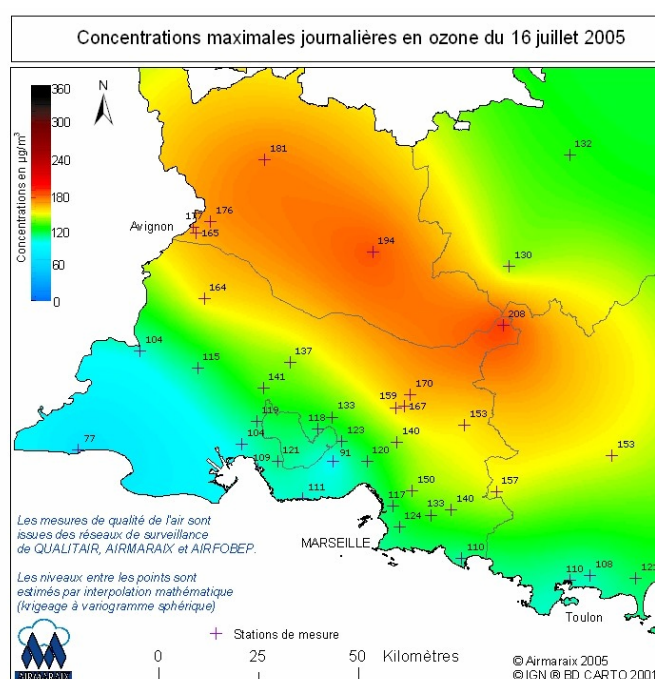 Concentrations maximales journalières en ozone du 16 juillet 2005
Concentrations en µg/m³
360
300
240
180
120
60
0
N
132
181
176
Avignon
165
194
130
164
208
104
115
137
141
170
159
167
133
119
118
153
104
123
140
153
77
109
121
91
120
111
150
157
117
133
140
124
MARSEILLE
110
110
108
Toulon
Les mesures de qualité de l'air sont
issues des réseaux de surveillance
de QUALITAIR, AIRMARAIX et AIRFOBEP.
Les niveaux entre les points sont
estimés par interpolation mathématique
(krigeage à variogramme sphérique)
Stations de mesure
0 25 50 Kilomètres
AIRMARAIX
© Airmaraix 2005
© IGN ® BD CARTO 2001